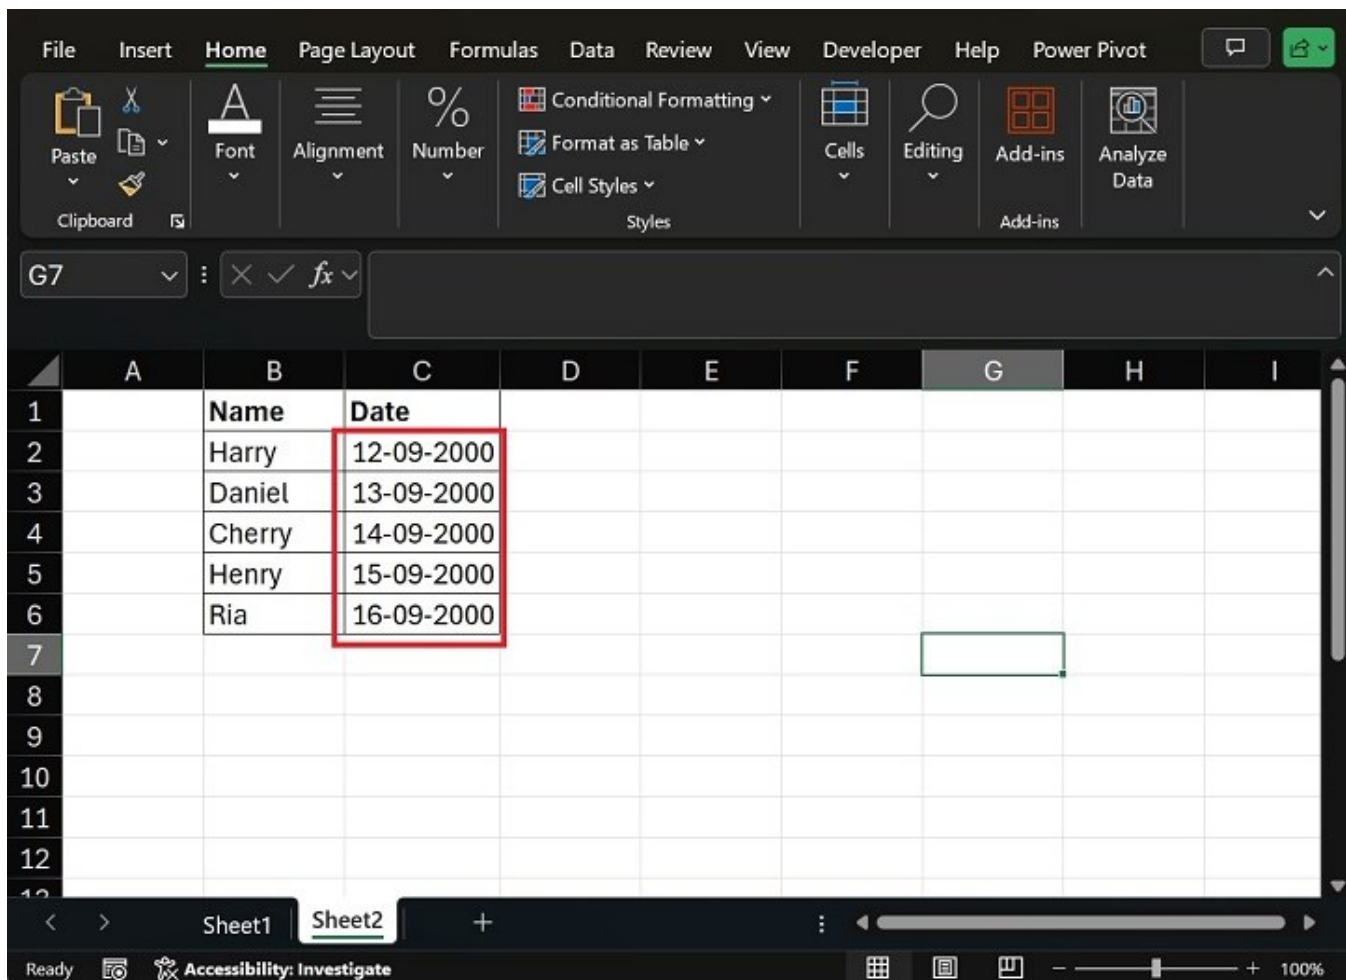 File Insert Home Page Layout Formulas Data Review View Developer Help Power Pivot
Paste
Clipboard
Font
Alignment
Number
Conditional Formatting
Format as Table
Cell Styles
Styles
Cells
Editing
Add-ins
Add-ins
Analyze
Data
G7 fx
A B C D E F G H I
1 Name Date
2 Harry 12-09-2000
3 Daniel 13-09-2000
4 Cherry 14-09-2000
5 Henry 15-09-2000
6 Ria 16-09-2000
7
8
9
10
11
12
Sheet1 Sheet2
Ready Accessibility: Investigate 100%